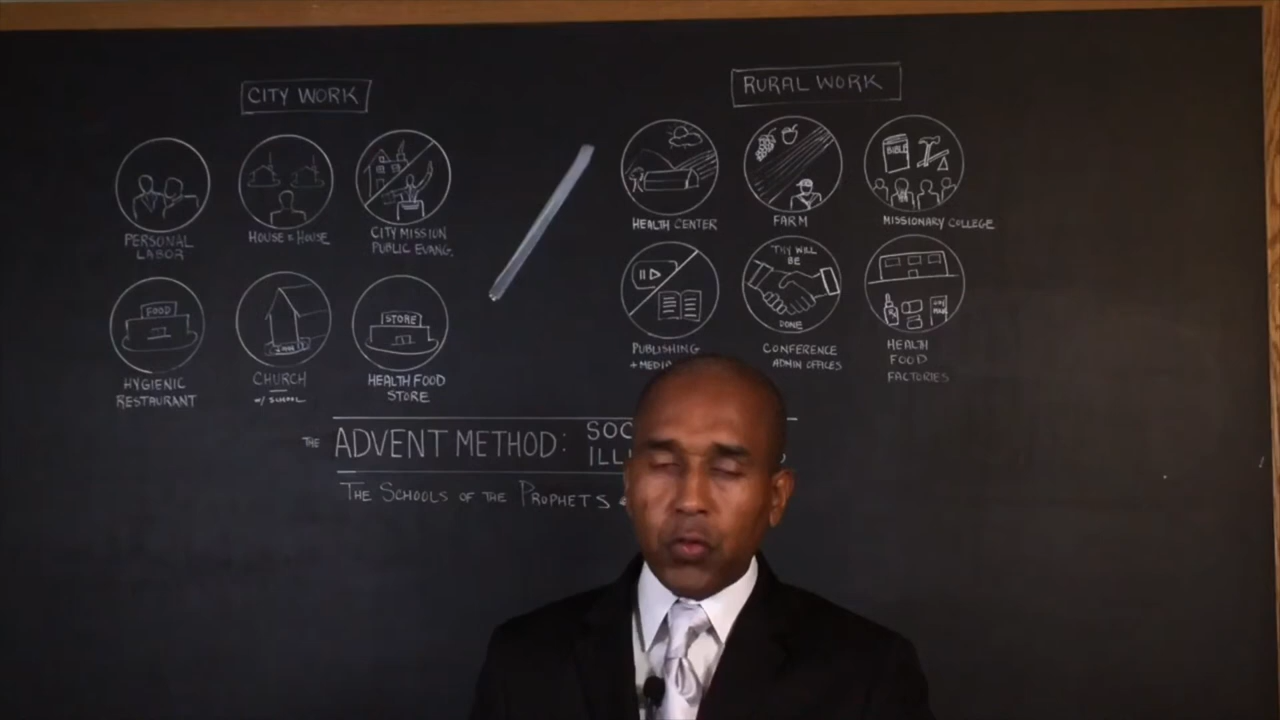 CITY WORK
PERSONAL
LABOR
HOUSE 2 HOUSE
CITY MISSION
PUBLIC EVANG.
FOOD
HYGIENIC
RESTAURANT
CHURCH
W/ SCHOOL
STORE
HEALTH FOOD
STORE
RURAL WORK
HEALTH CENTER
FARM
BIBLE
MISSIONARY COLLEGE
PUBLISHING
THY WILL
BE
DONE
CONFERENCE
ADMIN OFFICES
HEALTH
FOOD
FACTORIES
THE ADVENT METHOD: SOC
ILL
THE SCHOOLS OF THE PROPHETS